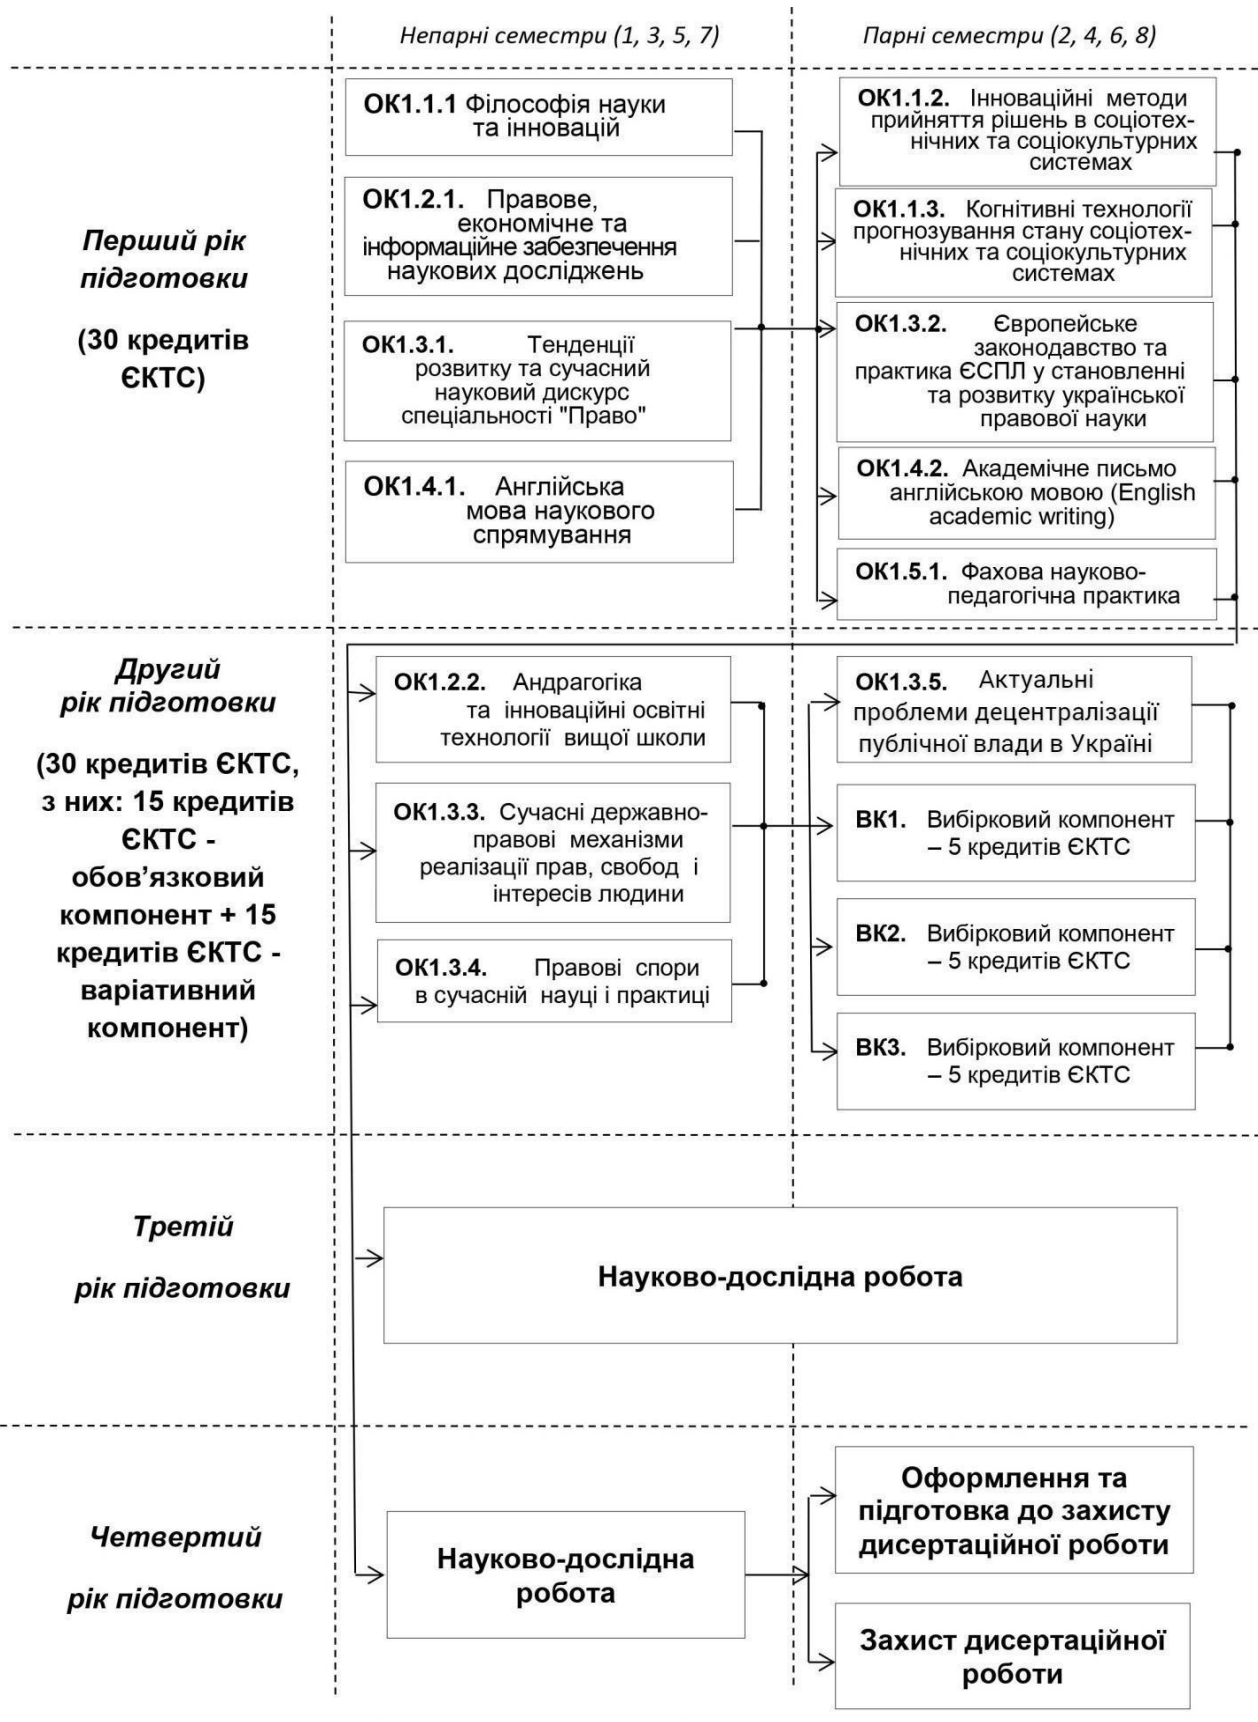 Непарні семестри (1, 3, 5, 7)
Парні семестри (2, 4, 6, 8)
Перший рік
підготовки
(30 кредитів
ЄКТС)
ОК1.1.1 Філософія науки
та інновацій
ОК1.2.1. Правове,
економічне та
інформаційне забезпечення
наукових досліджень
ОК1.3.1. Тенденції
розвитку та сучасний
науковий дискурс
спеціальності "Право"
ОК1.4.1. Англійська
мова наукового
спрямування
ОК1.1.2. Інноваційні методи
прийняття рішень в соціотех-
нічних та соціокультурних
системах
ОК1.1.3. Когнітивні технології
прогнозування стану соціотех-
нічних та соціокультурних
системах
ОК1.3.2. Європейське
законодавство та
практика ЄСПЛ у становленні
та розвитку української
правової науки
ОК1.4.2. Академічне письмо
англійською мовою (English
academic writing)
ОК1.5.1. Фахова науково-
педагогічна практика
Другий
рік підготовки
(30 кредитів ЄКТС,
з них: 15 кредитів
ЄКТС -
обов’язковий
компонент + 15
кредитів ЄКТС -
варіативний
компонент)
ОК1.2.2. Андрагогіка
та інноваційні освітні
технології вищої школи
ОК1.3.3. Сучасні державно-
правові механізми
реалізації прав, свобод і
інтересів людини
ОК1.3.4. Правові спори
в сучасній науці і практиці
ОК1.3.5. Актуальні
проблеми децентралізації
публічної влади в Україні
ВК1. Вибірковий компонент
– 5 кредитів ЄКТС
ВК2. Вибірковий компонент
– 5 кредитів ЄКТС
ВК3. Вибірковий компонент
– 5 кредитів ЄКТС
Третій
рік підготовки
Науково-дослідна робота
Четвертий
рік підготовки
Науково-дослідна
робота
Оформлення та
підготовка до захисту
дисертаційної роботи
Захист дисертаційної
роботи